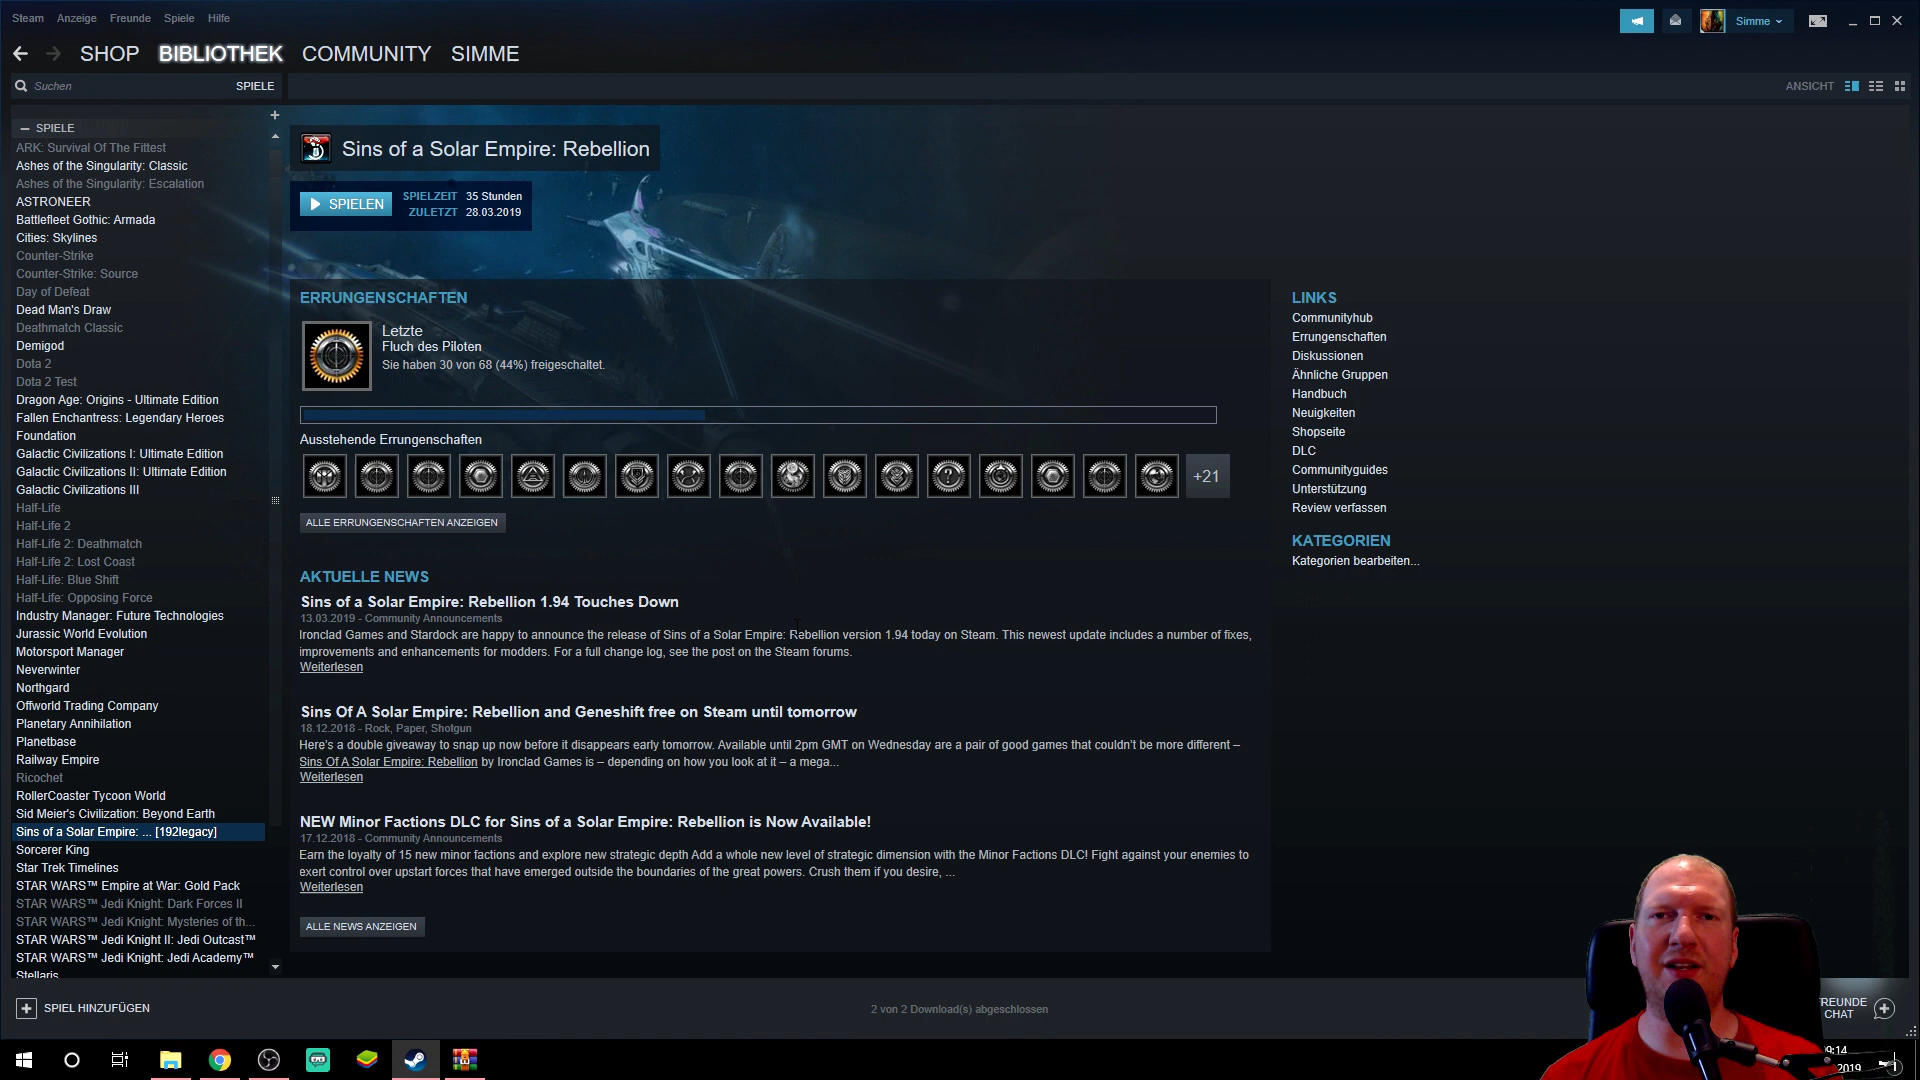 Steam Anzeige Freunde Spiele Hilfe
Simme
SHOP BIBLIOTHEK COMMUNITY SIMME
Suchen SPIELE
ANSICHT
SPIELE
ARK: Survival Of The Fittest
Ashes of the Singularity: Classic
Ashes of the Singularity: Escalation
ASTRONEER
Battlefleet Gothic: Armada
Cities: Skylines
Counter-Strike
Counter-Strike: Source
Day of Defeat
Dead Man's Draw
Deathmatch Classic
Demigod
Dota 2
Dota 2 Test
Dragon Age: Origins - Ultimate Edition
Fallen Enchantress: Legendary Heroes
Foundation
Galactic Civilizations I: Ultimate Edition
Galactic Civilizations II: Ultimate Edition
Galactic Civilizations III
Half-Life
Half-Life 2
Half-Life 2: Deathmatch
Half-Life 2: Lost Coast
Half-Life: Blue Shift
Half-Life: Opposing Force
Industry Manager: Future Technologies
Jurassic World Evolution
Motorsport Manager
Neverwinter
Northgard
Offworld Trading Company
Planetary Annihilation
Planetbase
Railway Empire
Ricochet
RollerCoaster Tycoon World
Sid Meier's Civilization: Beyond Earth
Sins of a Solar Empire: ... [192legacy]
Sorcerer King
Star Trek Timelines
STAR WARS™ Empire at War: Gold Pack
STAR WARS™ Jedi Knight: Dark Forces II
STAR WARS™ Jedi Knight: Mysteries of th...
STAR WARS™ Jedi Knight II: Jedi Outcast™
STAR WARS™ Jedi Knight: Jedi Academy™
Stellaris
Sins of a Solar Empire: Rebellion
SPIELEN
SPIELZEIT 35 Stunden
ZULETZT 28.03.2019
ERRUNGENSCHAFTEN
Letzte
Fluch des Piloten
Sie haben 30 von 68 (44%) freigeschaltet.
Ausstehende Errungenschaften
+21
ALLE ERRUNGENSCHAFTEN ANZEIGEN
AKTUELLE NEWS
Sins of a Solar Empire: Rebellion 1.94 Touches Down
13.03.2019 - Community Announcements
Ironclad Games and Stardock are happy to announce the release of Sins of a Solar Empire: Rebellion version 1.94 today on Steam. This newest update includes a number of fixes,
improvements and enhancements for modders. For a full change log, see the post on the Steam forums.
Weiterlesen
Sins Of A Solar Empire: Rebellion and Geneshift free on Steam until tomorrow
18.12.2018 - Rock, Paper, Shotgun
Here's a double giveaway to snap up now before it disappears early tomorrow. Available until 2pm GMT on Wednesday are a pair of good games that couldn't be more different –
Sins Of A Solar Empire: Rebellion by Ironclad Games is – depending on how you look at it – a mega...
Weiterlesen
NEW Minor Factions DLC for Sins of a Solar Empire: Rebellion is Now Available!
17.12.2018 - Community Announcements
Earn the loyalty of 15 new minor factions and explore new strategic depth Add a whole new level of strategic dimension with the Minor Factions DLC! Fight against your enemies to
exert control over upstart forces that have emerged outside the boundaries of the great powers. Crush them if you desire, ...
Weiterlesen
ALLE NEWS ANZEIGEN
LINKS
Communityhub
Errungenschaften
Diskussionen
Ähnliche Gruppen
Handbuch
Neuigkeiten
Shopseite
DLC
Communityguides
Unterstützung
Review verfassen
KATEGORIEN
Kategorien bearbeiten...
SPIEL HINZUFÜGEN
2 von 2 Download(s) abgeschlossen
FREUNDE
CHAT
9:14
2019